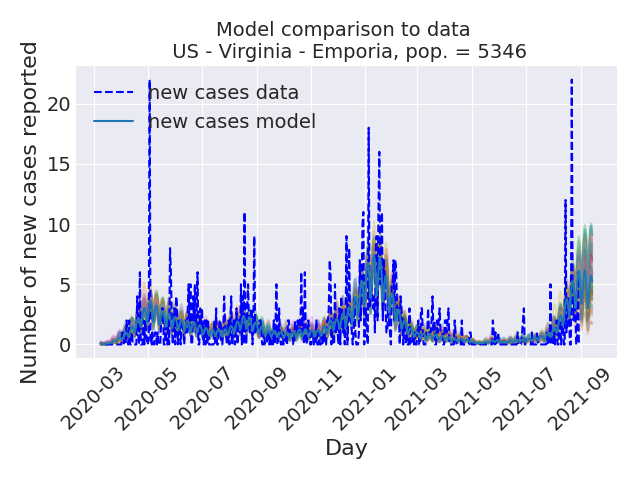 Model comparison to data
US - Virginia - Emporia, pop. = 5346
Number of new cases reported
20
15
10
5
0
new cases data
new cases model
2020-03
2020-05
2020-07
2020-09
2020-11
2021-01
2021-03
2021-05
2021-07
2021-09
Day